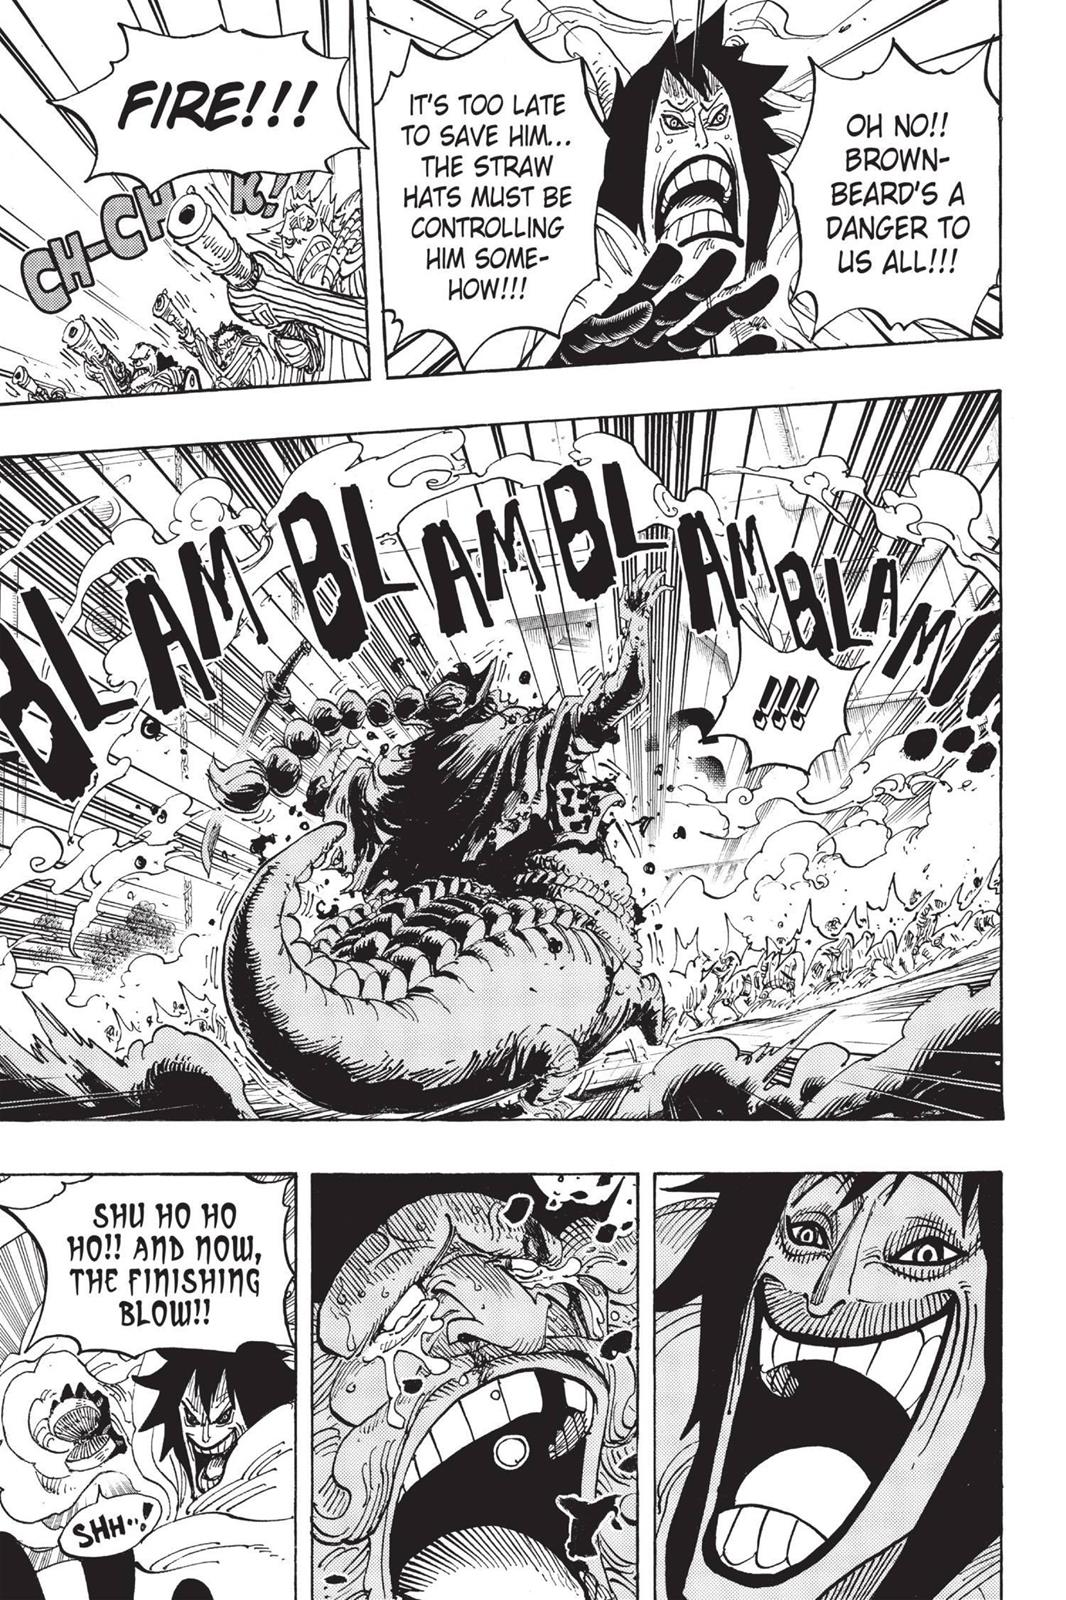 OH NO!!
BROWN-
BEARD'S A
DANGER TO
US ALL!!!
IT'S TOO LATE
TO SAVE HIM...
THE STRAW
HATS MUST BE
CONTROLLING
HIM SOME-
HOW!!!
FIRE!!!
CH-CH K!!
BLAM BLAM BLAM BLAM!!
!!!
SHU HO HO
HO!! AND NOW,
THE FINISHING
BLOW!!
SHH...!